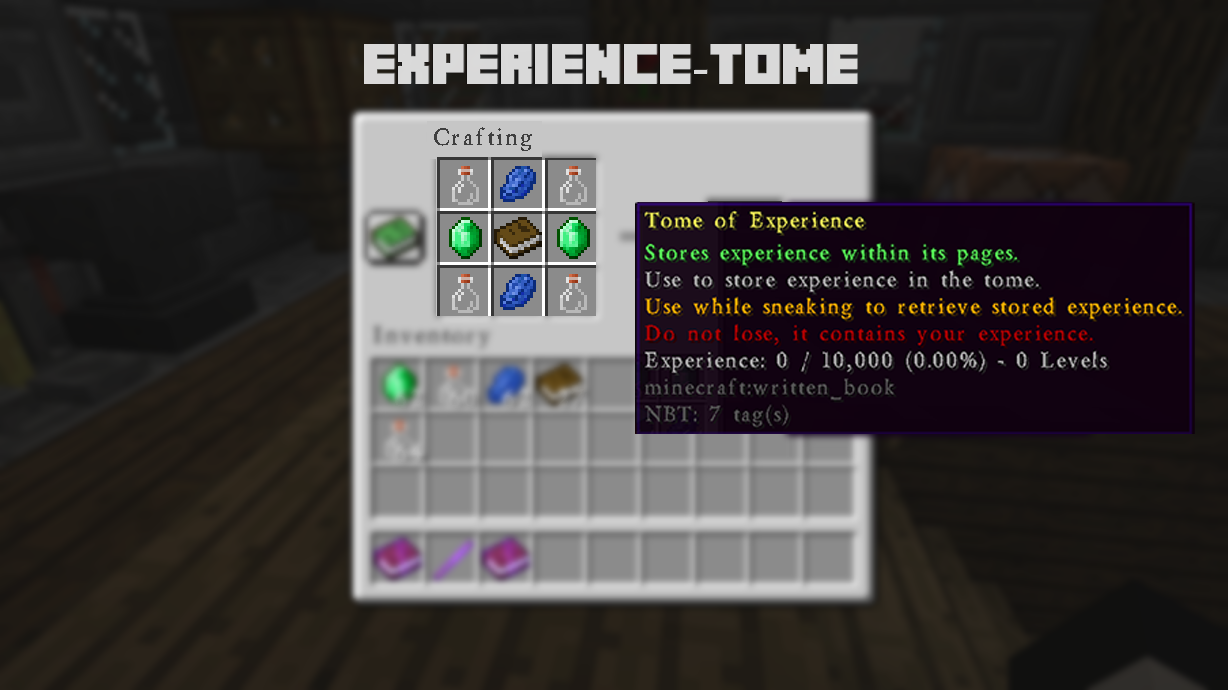 EXPERIENCE-TOME
Crafting
Tome of Experience
Stores experience within its pages.
Use to store experience in the tome.
Use while sneaking to retrieve stored experience.
Do not lose, it contains your experience.
Experience: 0 / 10,000 (0.00%) - 0 Levels
minecraft:written_book
NBT: 7 tag(s)
Inventory